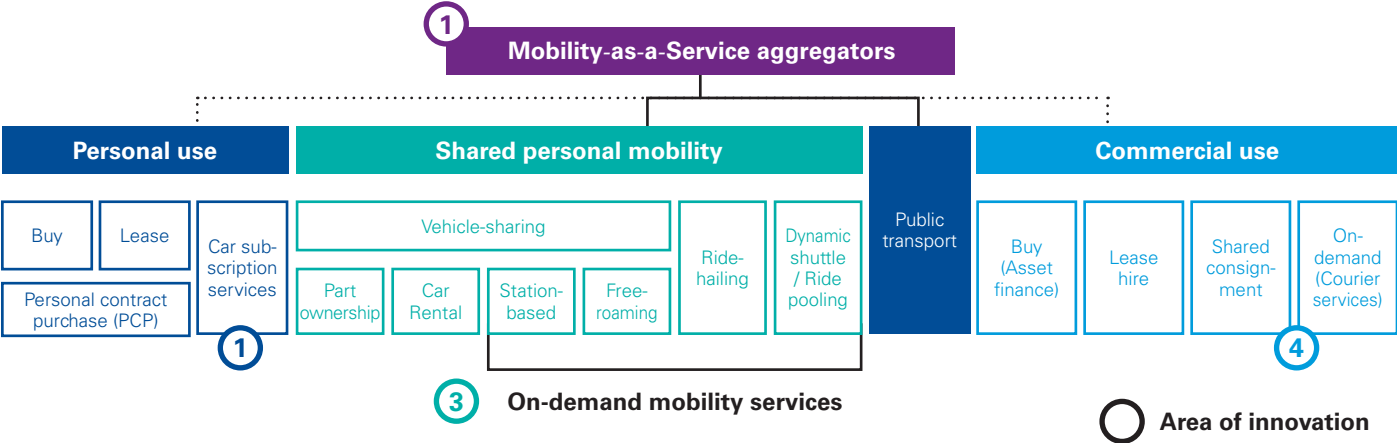 1
Mobility-as-a-Service aggregators
Personal use
Shared personal mobility
Public
transport
Commercial use
Buy
Lease
Personal contract
purchase (PCP)
Car sub-
scription
services
1
Vehicle-sharing
Part
ownership
Car
Rental
Station-
based
Free-
roaming
Ride-
hailing
Dynamic
shuttle
/ Ride
pooling
Buy
(Asset
finance)
Lease
hire
Shared
consign-
ment
On-
demand
(Courier
services)
4
3
On-demand mobility services
Area of innovation